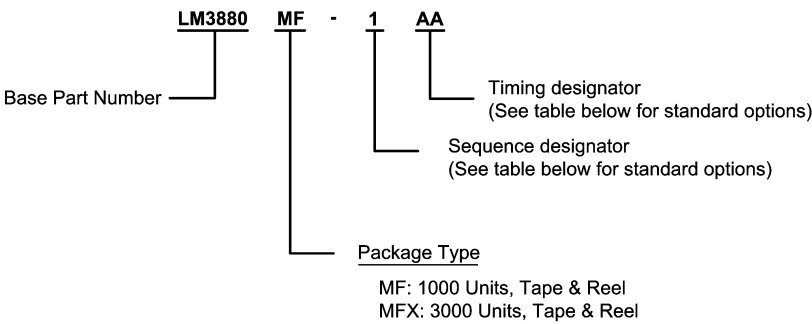 LM3880 MF - 1 AA
Timing designator
(See table below for standard options)
Base Part Number
Sequence designator
(See table below for standard options)
Package Type
MF: 1000 Units, Tape & Reel
MFX: 3000 Units, Tape & Reel